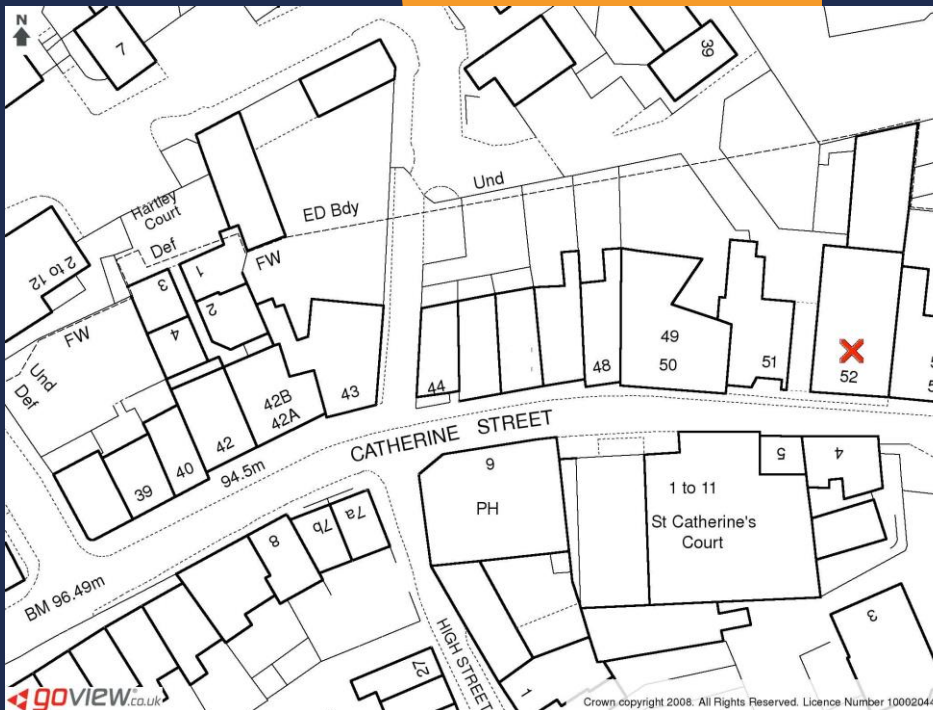 N
7
39
Hartley
Court
Und
ED Bdy
Def
FW
2 to 12
1
2
3
4
FW
Und
Def
49
50
51
52
48
44
43
42B
42A
42
40
39
94.5m
CATHERINE STREET
9
PH
5
4
1 to 11
St Catherine's
Court
7a
7b
8
BM 96.49m
HIGH STREET
27
1
3
goview.co.uk
Crown copyright 2008. All Rights Reserved. Licence Number 10002044